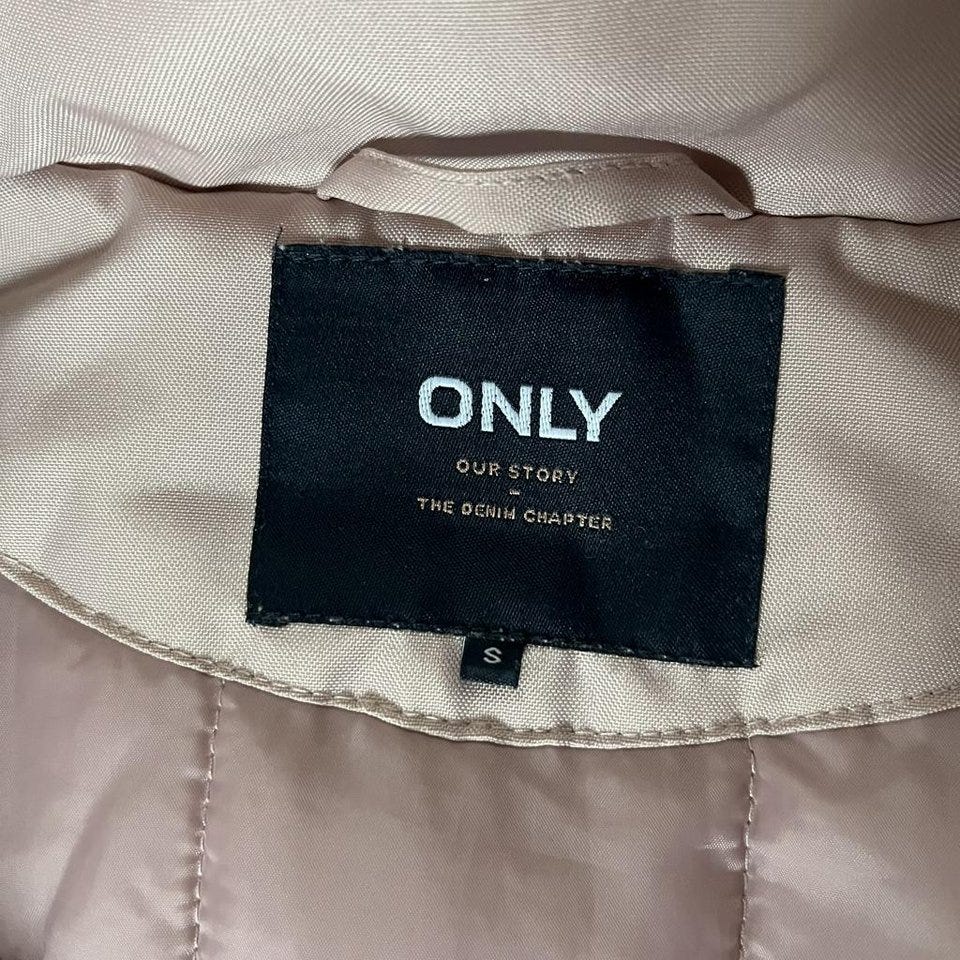 ONLY
OUR STORY
-
THE DENIM CHAPTER
S